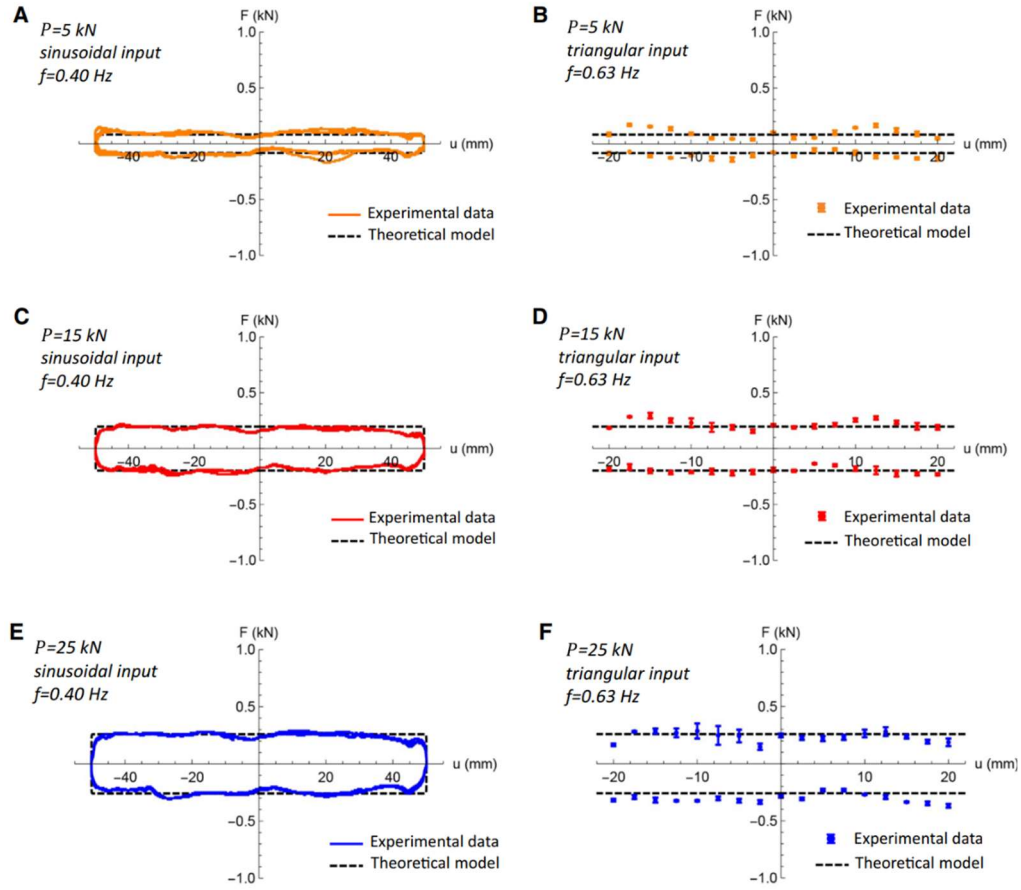 A
P=5 kN
sinusoidal input
f=0.40 Hz
F (kN)
1.0
0.5
−0.5
−1.0
−40
−20
20
40
u (mm)
Experimental data
Theoretical model
B
P=5 kN
triangular input
f=0.63 Hz
F (kN)
1.0
0.5
−0.5
−1.0
−20
−10
10
20
u (mm)
Experimental data
Theoretical model
C
P=15 kN
sinusoidal input
f=0.40 Hz
F (kN)
1.0
0.5
−0.5
−1.0
−40
−20
20
40
u (mm)
Experimental data
Theoretical model
D
P=15 kN
triangular input
f=0.63 Hz
F (kN)
1.0
0.5
−0.5
−1.0
−20
−10
10
20
u (mm)
Experimental data
Theoretical model
E
P=25 kN
sinusoidal input
f=0.40 Hz
F (kN)
1.0
0.5
−0.5
−1.0
−40
−20
20
40
u (mm)
Experimental data
Theoretical model
F
P=25 kN
triangular input
f=0.63 Hz
F (kN)
1.0
0.5
−0.5
−1.0
−20
−10
10
20
u (mm)
Experimental data
Theoretical model